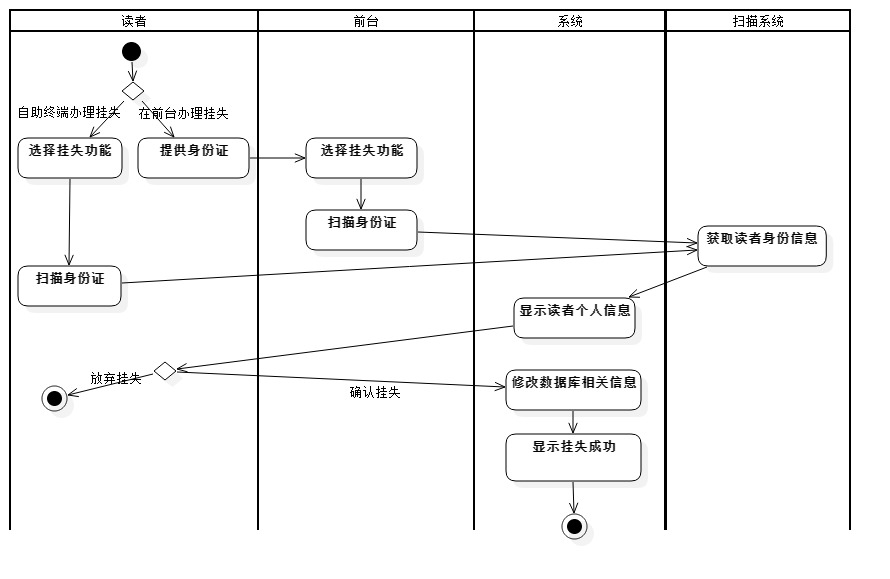 读者
前台
系统
扫描系统
自助终端办理挂失
在前台办理挂失
选择挂失功能
提供身份证
选择挂失功能
扫描身份证
获取读者身份信息
扫描身份证
显示读者个人信息
放弃挂失
确认挂失
修改数据库相关信息
显示挂失成功